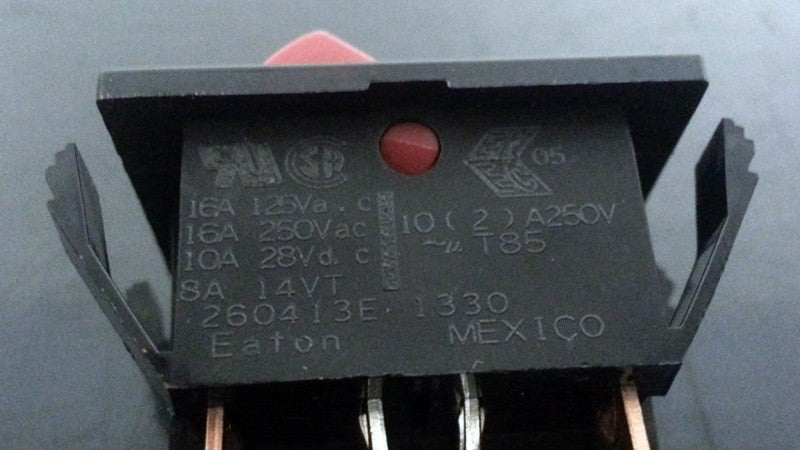 16A 125Va.c
16A 250Vac
10A 28Vd.c
8A 14VT
10(2)A250V
~µ T85
05
260413E 1330
Eaton MEXICO